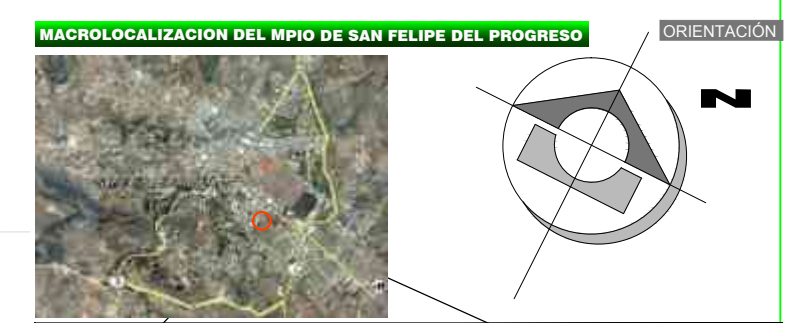 MACROLOCALIZACION DEL MPIO DE SAN FELIPE DEL PROGRESO
ORIENTACIÓN
N